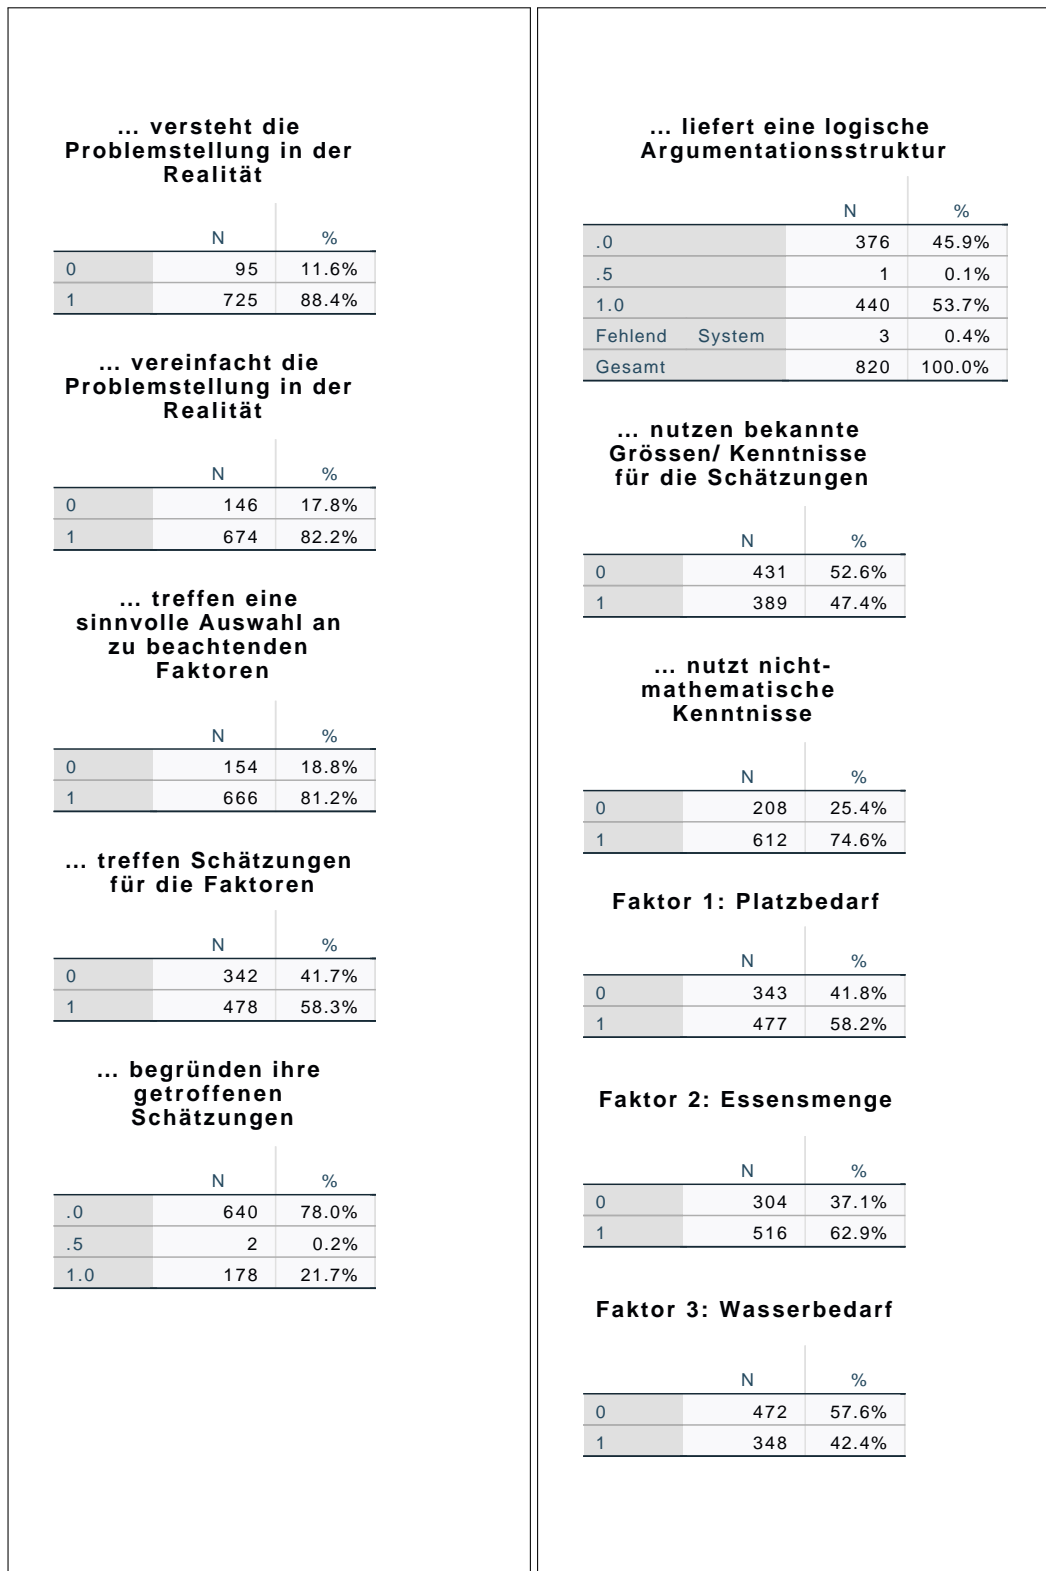 ... versteht die
Problemstellung in der
Realität
N %
0 95 11.6%
1 725 88.4%
... vereinfacht die
Problemstellung in der
Realität
N %
0 146 17.8%
1 674 82.2%
... treffen eine
sinnvolle Auswahl an
zu beachtenden
Faktoren
N %
0 154 18.8%
1 666 81.2%
... treffen Schätzungen
für die Faktoren
N %
0 342 41.7%
1 478 58.3%
... begründen ihre
getroffenen
Schätzungen
N %
.0 640 78.0%
.5 2 0.2%
1.0 178 21.7%
... liefert eine logische
Argumentationsstruktur
N %
.0 376 45.9%
.5 1 0.1%
1.0 440 53.7%
Fehlend System 3 0.4%
Gesamt 820 100.0%
... nutzen bekannte
Grössen/ Kenntnisse
für die Schätzungen
N %
0 431 52.6%
1 389 47.4%
... nutzt nicht-
mathematische
Kenntnisse
N %
0 208 25.4%
1 612 74.6%
Faktor 1: Platzbedarf
N %
0 343 41.8%
1 477 58.2%
Faktor 2: Essensmenge
N %
0 304 37.1%
1 516 62.9%
Faktor 3: Wasserbedarf
N %
0 472 57.6%
1 348 42.4%